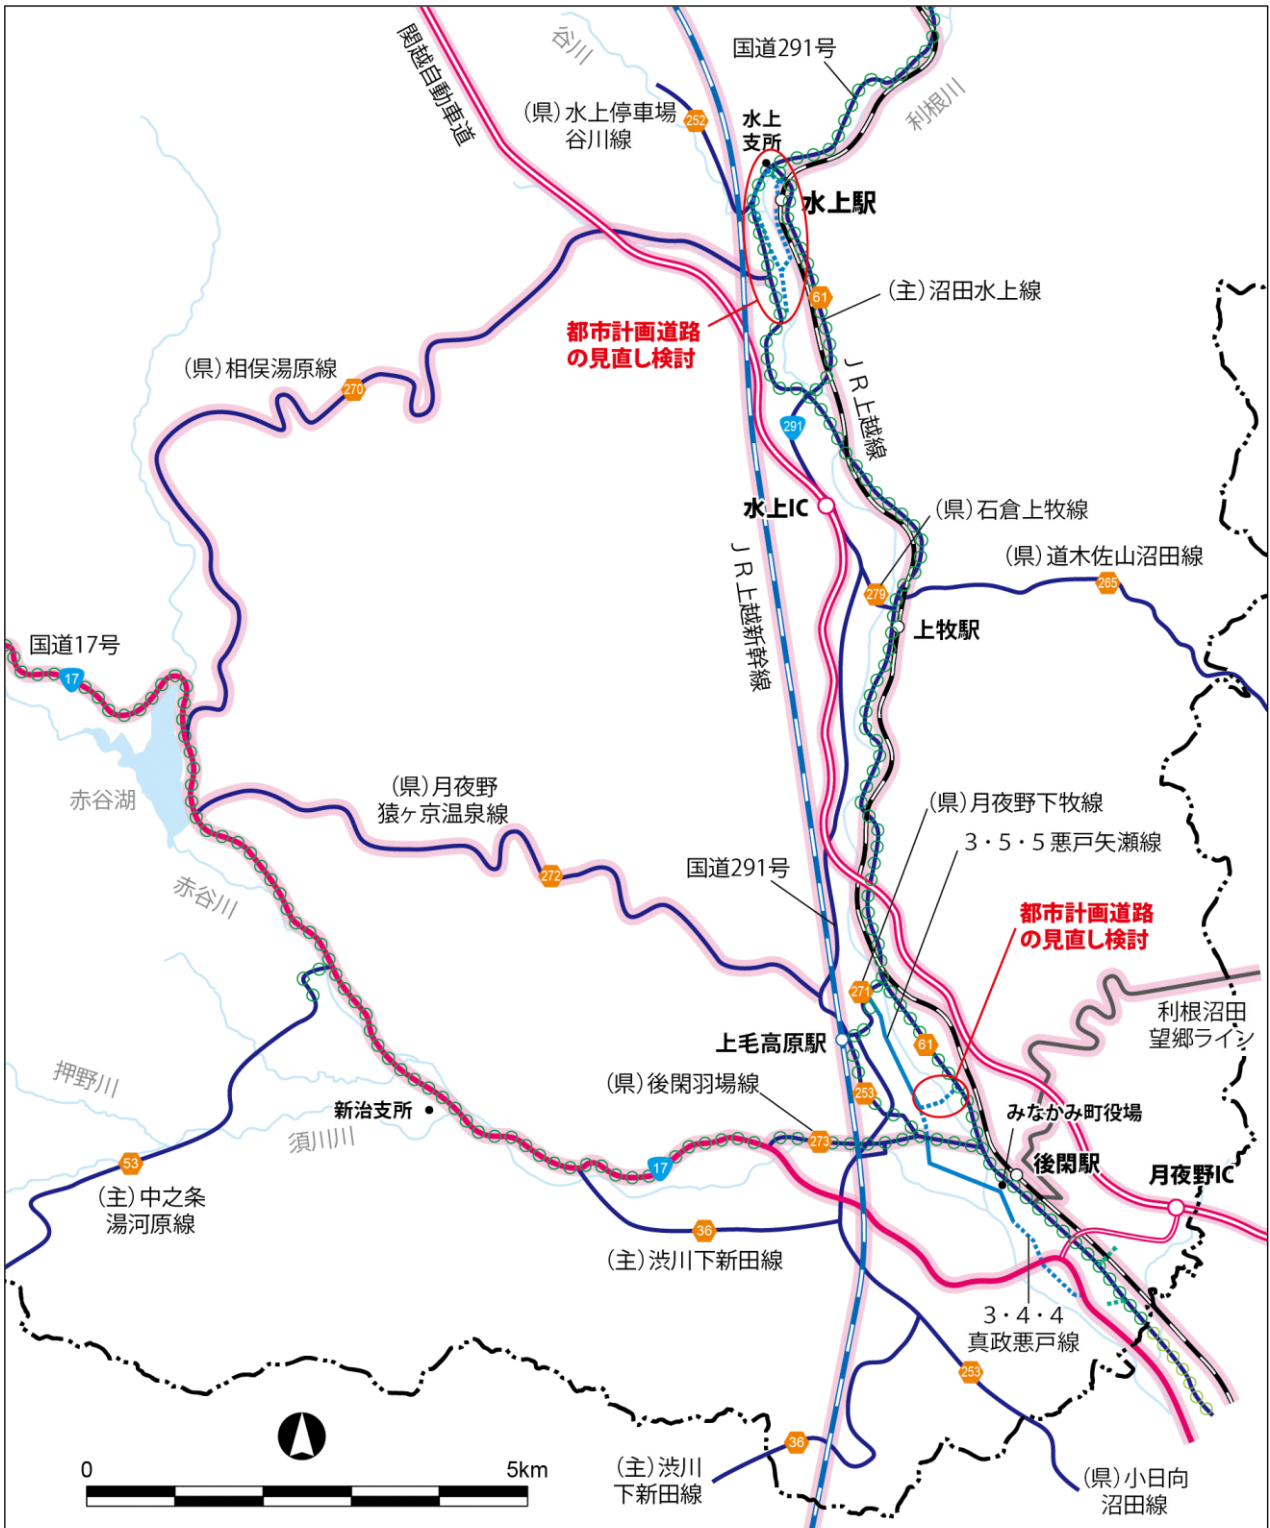 関越自動車道
谷川
国道291号
利根川
(県)水上停車場
谷川線
252
水上
支所
水上駅
61
(主)沼田水上線
都市計画道路
の見直し検討
(県)相俣湯原線
270
JR上越線
291
水上IC
(県)石倉上牧線
JR上越新幹線
(県)道木佐山沼田線
279
265
上牧駅
国道17号
17
赤谷湖
(県)月夜野
猿ヶ京温泉線
(県)月夜野下牧線
3・5・5悪戸矢瀬線
国道291号
272
赤谷川
都市計画道路
の見直し検討
271
利根沼田
望郷ライン
上毛高原駅
61
押野川
(県)後閑羽場線
253
新治支所
みなかみ町役場
須川川
273
53
17
後閑駅
月夜野IC
(主)中之条
湯河原線
36
(主)渋川下新田線
3・4・4
真政悪戸線
253
36
0
5km
(主)渋川
下新田線
(県)小日向
沼田線